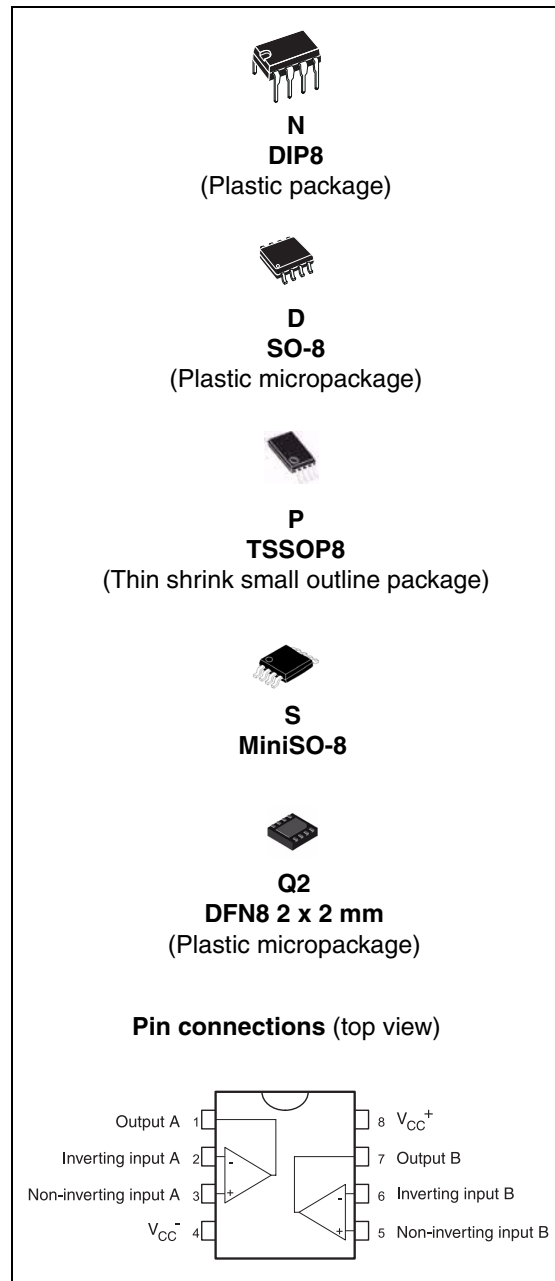 N
DIP8
(Plastic package)
D
SO-8
(Plastic micropackage)
P
TSSOP8
(Thin shrink small outline package)
S
MiniSO-8
Q2
DFN8 2 x 2 mm
(Plastic micropackage)
Pin connections (top view)
Output A 1
8 VCC+
Inverting input A 2
-
7 Output B
Non-inverting input A 3
+
-
6 Inverting input B
VCC- 4
+
5 Non-inverting input B